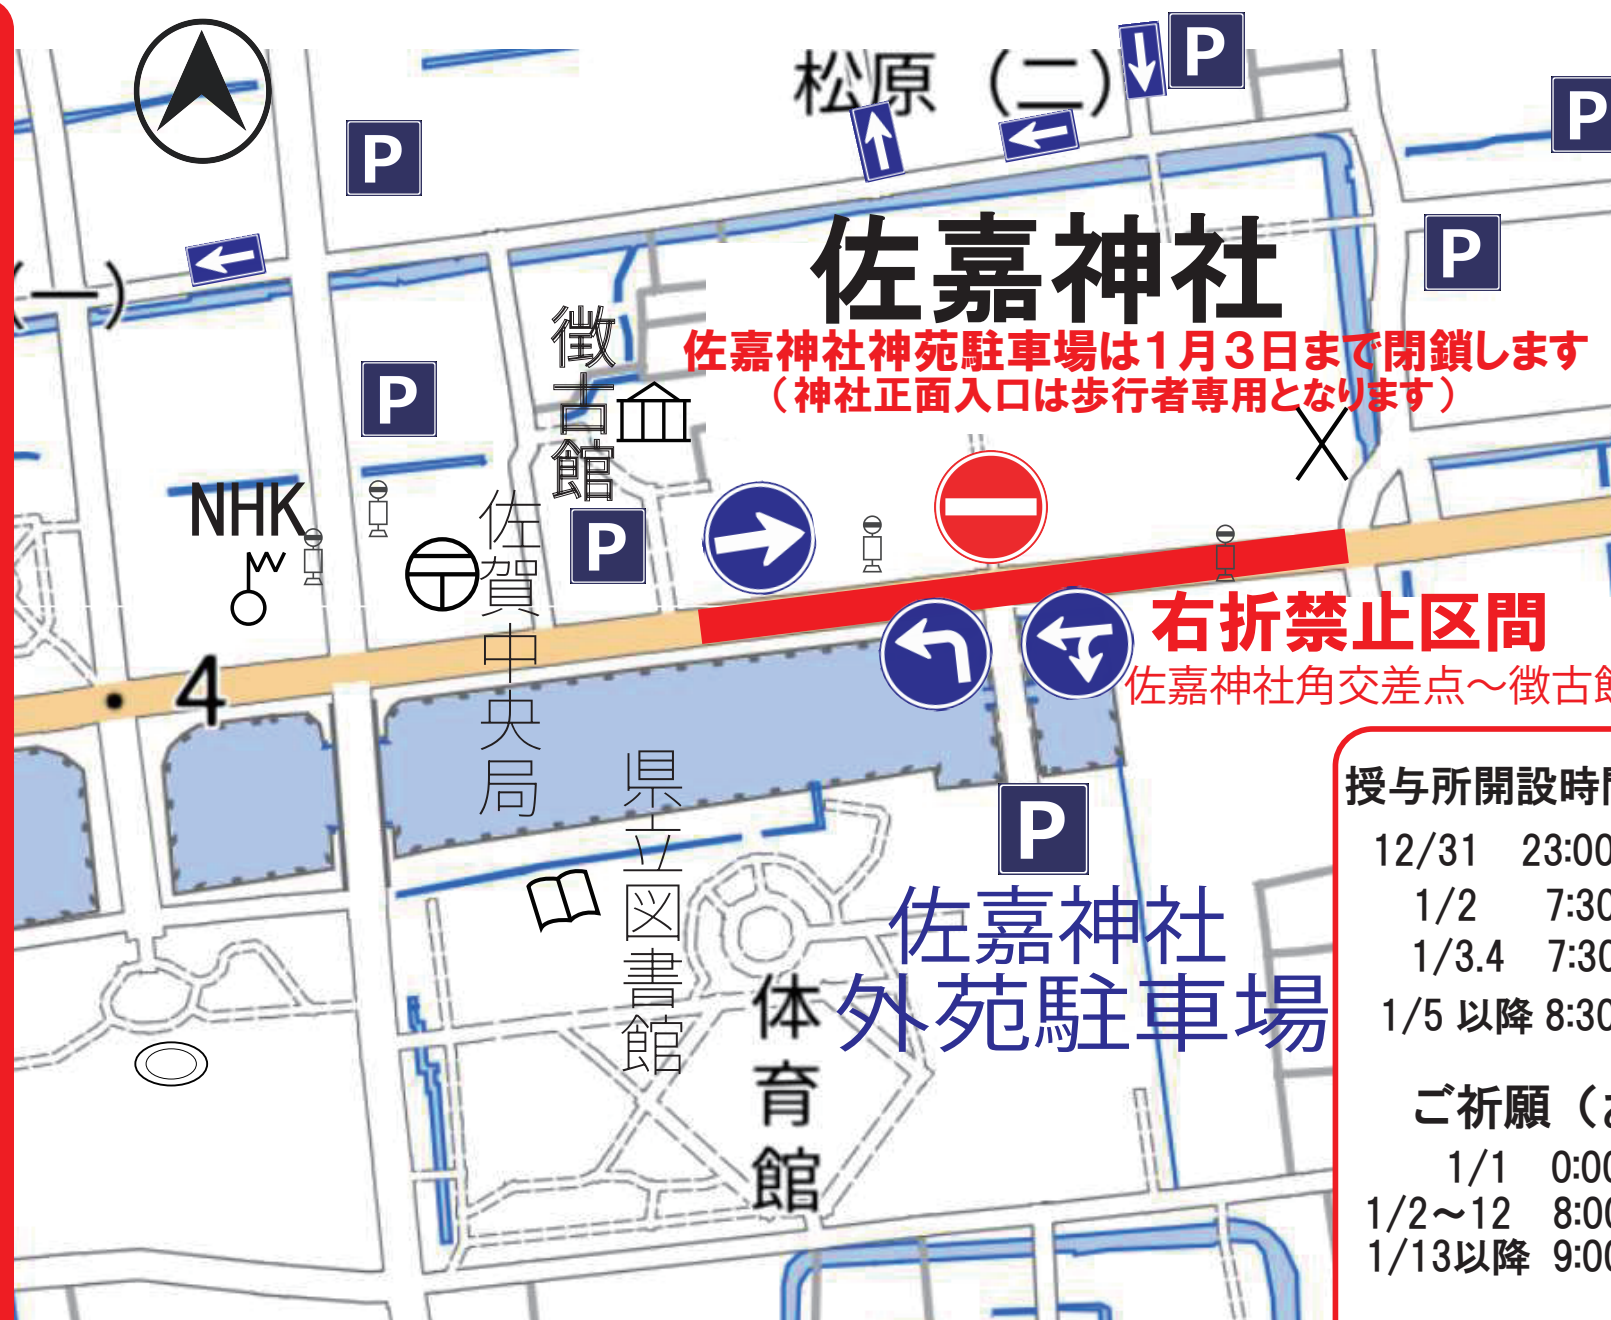 松原（二）
P
P
P
P
（一）
佐嘉神社
佐嘉神社神苑駐車場は1月3日まで閉鎖します
（神社正面入口は歩行者専用となります）
徴古館
P
P
NHK
佐賀中央局
右折禁止区間
佐嘉神社角交差点～徴古館
4
県立図書館
P
佐嘉神社
外苑駐車場
体育館
授与所開設時間
12/31 23:00
1/2 7:30
1/3.4 7:30
1/5 以降 8:30
ご祈願（
1/1 0:00
1/2～12 8:00
1/13以降 9:00